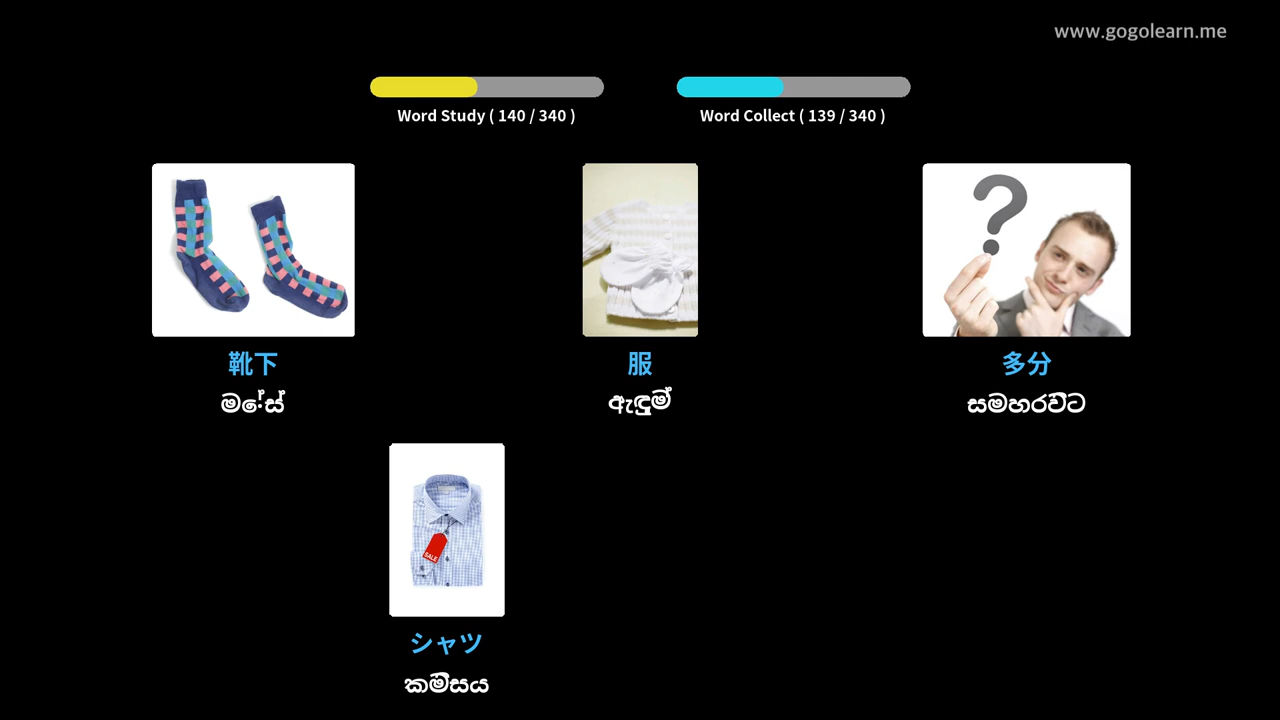 www.gogolearn.me
Word Study ( 140 / 340 )
Word Collect ( 139 / 340 )
靴下
මේස්
服
ඇඳුම්
多分
සමහරවිට
SALE
シャツ
කමිසය